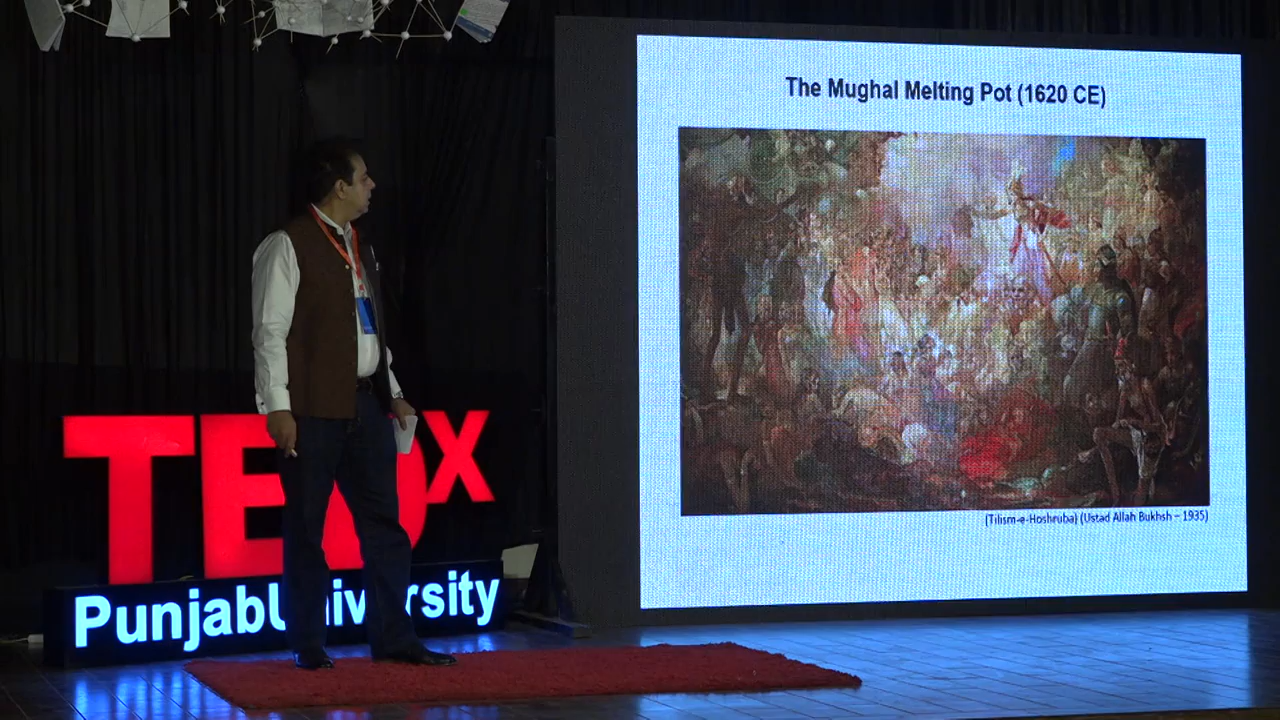 The Mughal Melting Pot (1620 CE)
(Tilism-e-Hoshruba) (Ustad Allah Bukhsh – 1935)
TEDx
PunjabUniversity